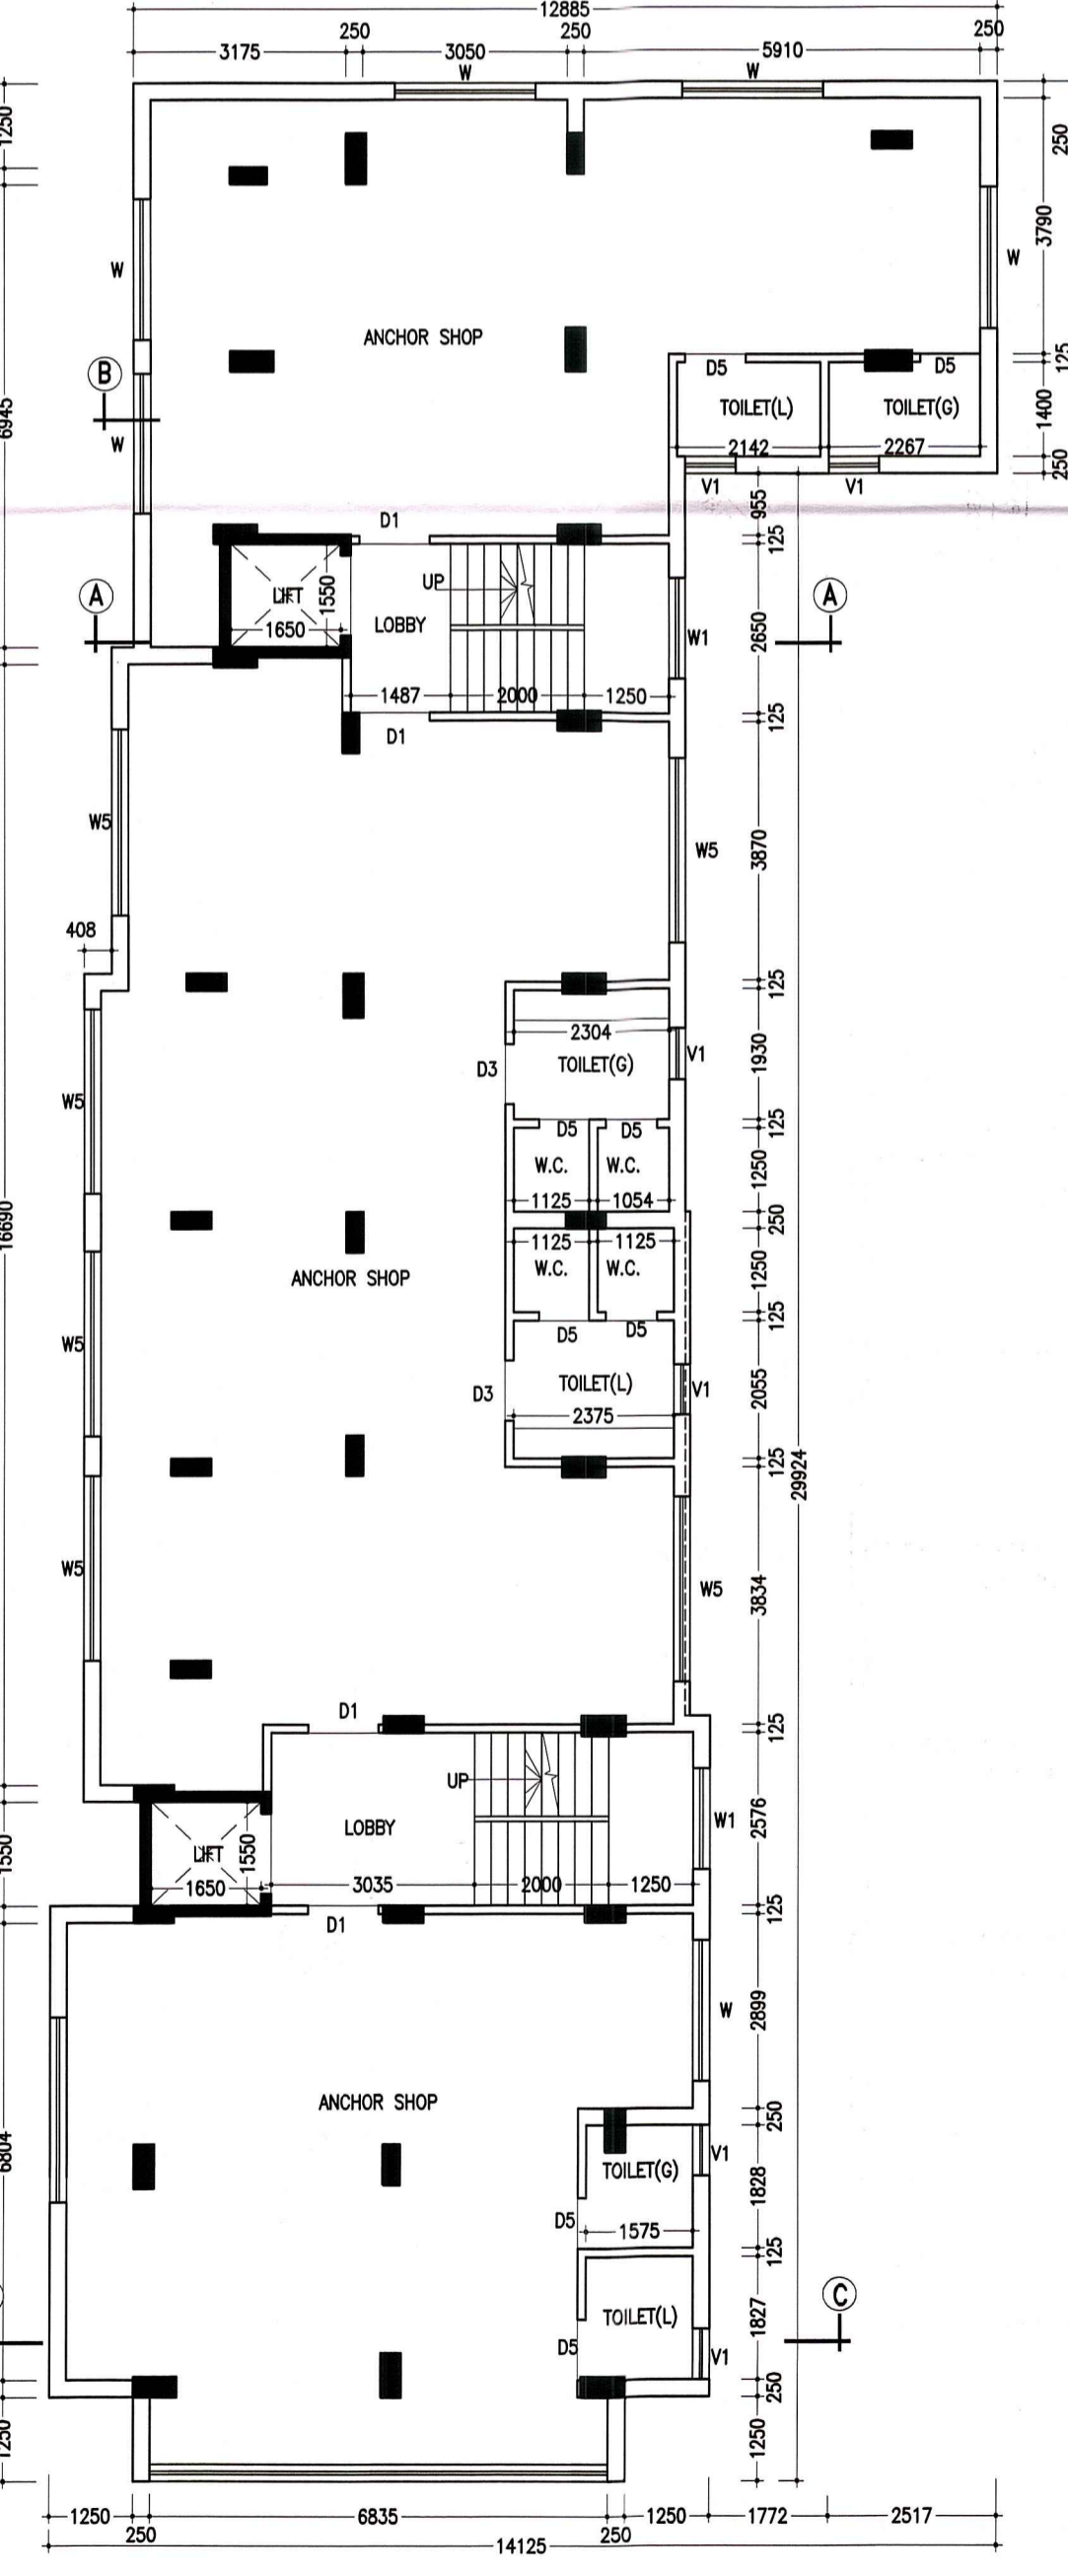 12885
250 250 250
3175 3050 5910
W W
1250
250
3790
W W
ANCHOR SHOP
B
D5 D5
125
TOILET(L) TOILET(G)
1400
6945
W
2142 2267
250
V1 V1
955
D1
125
UP
A LIFT 1550 A
LOBBY
1650
W1
2650
1487 2000 1250
125
D1
W5 W5
3870
408
125
2304
TOILET(G)
V1
1930
D3
W5
D5 D5
125
W.C. W.C.
1250
1125 1054
16690
250
1125 1125
W.C. W.C.
1250
ANCHOR SHOP
125
D5 D5
W5
TOILET(L)
V1
2055
D3
2375
125
29924
W5 W5
3834
D1
125
UP
LOBBY
W1
2576
LIFT 1550
1550
1650 3035 2000 1250
125
D1
W
2899
ANCHOR SHOP
250
6804
V1
TOILET(G)
1828
D5
1575
125
C
TOILET(L)
1827
D5
V1
250
1250 1250
1250 6835 1250 1772 2517
250 250
14125